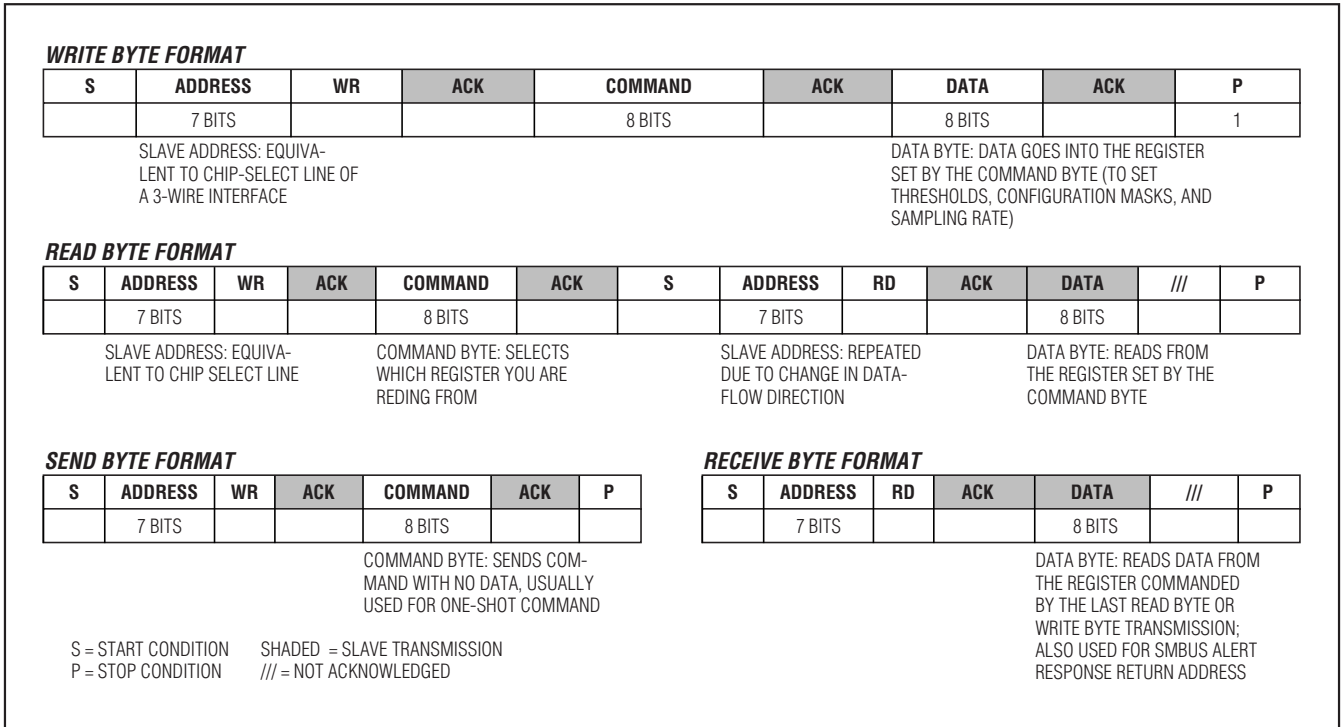 WRITE BYTE FORMAT
S ADDRESS WR ACK COMMAND ACK DATA ACK P
7 BITS 8 BITS 8 BITS 1
SLAVE ADDRESS: EQUIVA-
LENT TO CHIP-SELECT LINE OF
A 3-WIRE INTERFACE
DATA BYTE: DATA GOES INTO THE REGISTER
SET BY THE COMMAND BYTE (TO SET
THRESHOLDS, CONFIGURATION MASKS, AND
SAMPLING RATE)
READ BYTE FORMAT
S ADDRESS WR ACK COMMAND ACK S ADDRESS RD ACK DATA /// P
7 BITS 8 BITS 7 BITS 8 BITS
SLAVE ADDRESS: EQUIVA-
LENT TO CHIP SELECT LINE
COMMAND BYTE: SELECTS
WHICH REGISTER YOU ARE
REDING FROM
SLAVE ADDRESS: REPEATED
DUE TO CHANGE IN DATA-
FLOW DIRECTION
DATA BYTE: READS FROM
THE REGISTER SET BY THE
COMMAND BYTE
SEND BYTE FORMAT
S ADDRESS WR ACK COMMAND ACK P
7 BITS 8 BITS
COMMAND BYTE: SENDS COM-
MAND WITH NO DATA, USUALLY
USED FOR ONE-SHOT COMMAND
RECEIVE BYTE FORMAT
S ADDRESS RD ACK DATA /// P
7 BITS 8 BITS
DATA BYTE: READS DATA FROM
THE REGISTER COMMANDED
BY THE LAST READ BYTE OR
WRITE BYTE TRANSMISSION;
ALSO USED FOR SMBUS ALERT
RESPONSE RETURN ADDRESS
S = START CONDITION SHADED = SLAVE TRANSMISSION
P = STOP CONDITION /// = NOT ACKNOWLEDGED